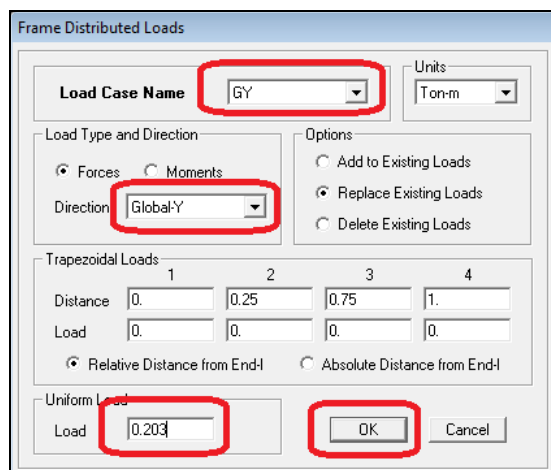 Frame Distributed Loads
Units
Load Case Name GY Ton-m
Load Type and Direction Options
Forces Moments Add to Existing Loads
Direction Global-Y Replace Existing Loads
Delete Existing Loads
Trapezoidal Loads
1 2 3 4
Distance 0. 0.25 0.75 1.
Load 0. 0. 0. 0.
Relative Distance from End-I Absolute Distance from End-I
Uniform Load
Load 0.203 OK Cancel